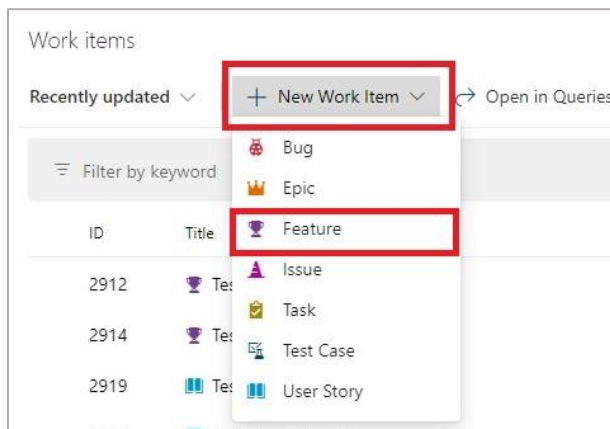 Work items
Recently updated + New Work Item Open in Queries
Bug
Filter by keyword
Epic
ID Title Feature
Issue
2912
Task
2914
Test Case
2919 User Story